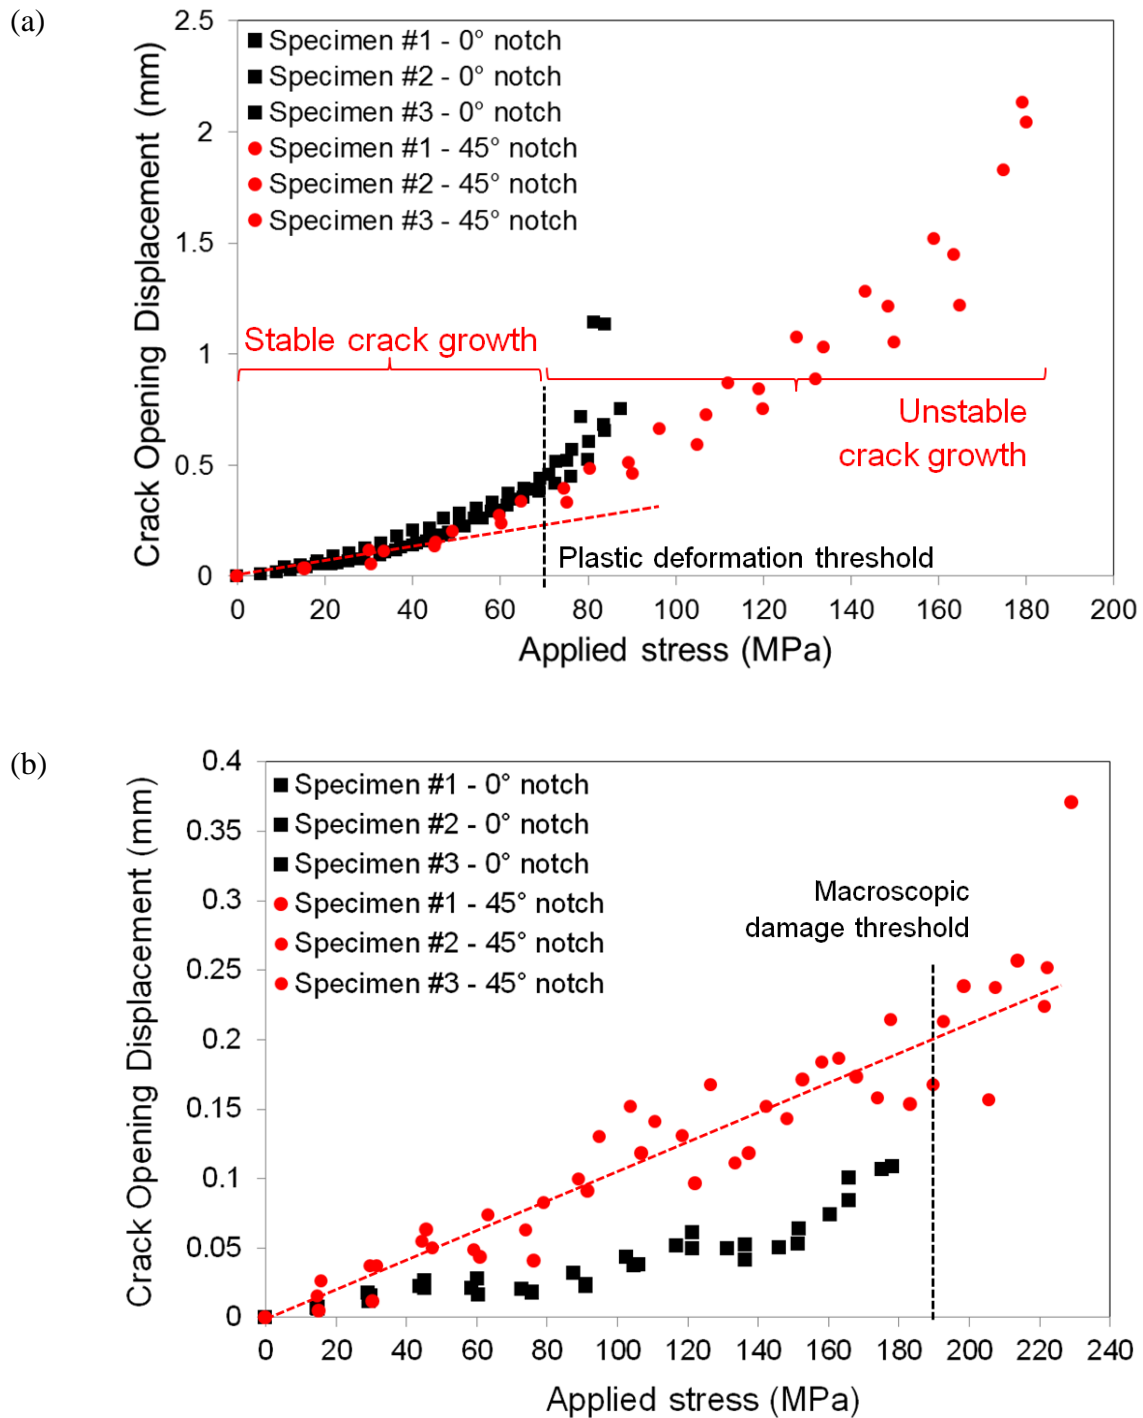 (a)
2.5
2
1.5
1
0.5
0
Crack Opening Displacement (mm)
Specimen #1 - 0° notch
Specimen #2 - 0° notch
Specimen #3 - 0° notch
Specimen #1 - 45° notch
Specimen #2 - 45° notch
Specimen #3 - 45° notch
Stable crack growth
Unstable
crack growth
Plastic deformation threshold
0 20 40 60 80 100 120 140 160 180 200
Applied stress (MPa)
(b)
0.4
0.35
0.3
0.25
0.2
0.15
0.1
0.05
0
Crack Opening Displacement (mm)
Specimen #1 - 0° notch
Specimen #2 - 0° notch
Specimen #3 - 0° notch
Specimen #1 - 45° notch
Specimen #2 - 45° notch
Specimen #3 - 45° notch
Macroscopic
damage threshold
0 20 40 60 80 100 120 140 160 180 200 220 240
Applied stress (MPa)